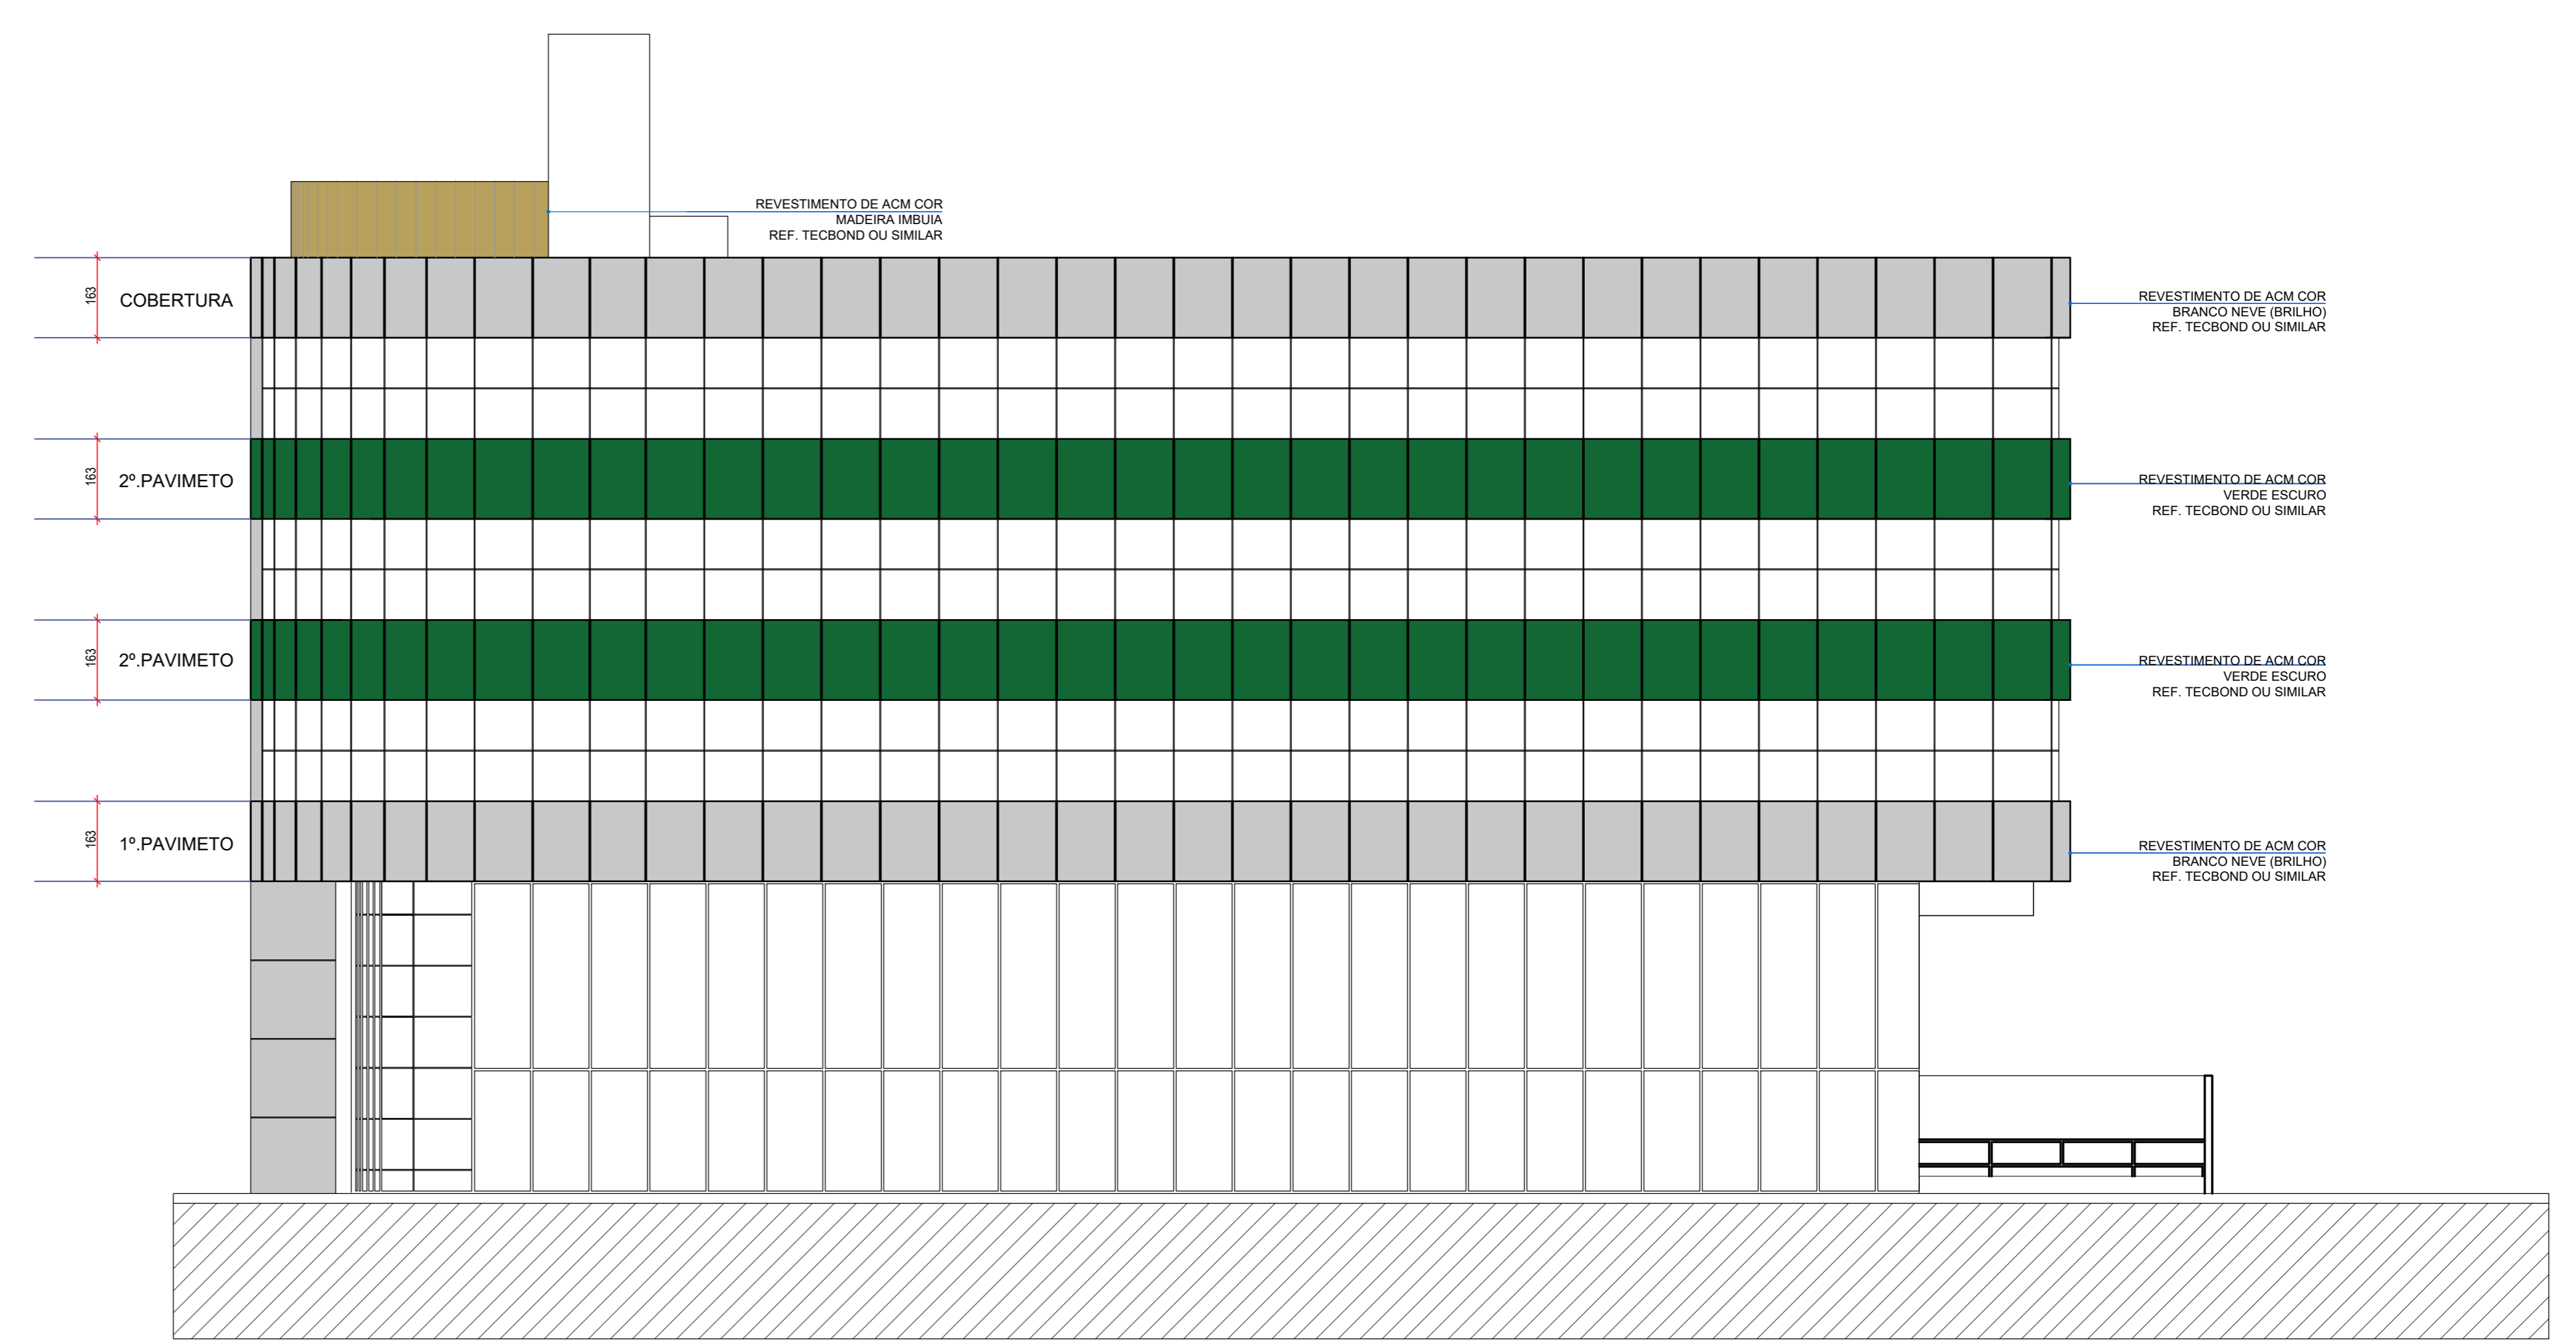 REVESTIMENTO DE ACM COR
MADEIRA IMBUIA
REF. TECBOND OU SIMILAR
163
COBERTURA
REVESTIMENTO DE ACM COR
BRANCO NEVE (BRILHO)
REF. TECBOND OU SIMILAR
163
2º.PAVIMETO
REVESTIMENTO DE ACM COR
VERDE ESCURO
REF. TECBOND OU SIMILAR
163
2º.PAVIMETO
REVESTIMENTO DE ACM COR
VERDE ESCURO
REF. TECBOND OU SIMILAR
163
1º.PAVIMETO
REVESTIMENTO DE ACM COR
BRANCO NEVE (BRILHO)
REF. TECBOND OU SIMILAR